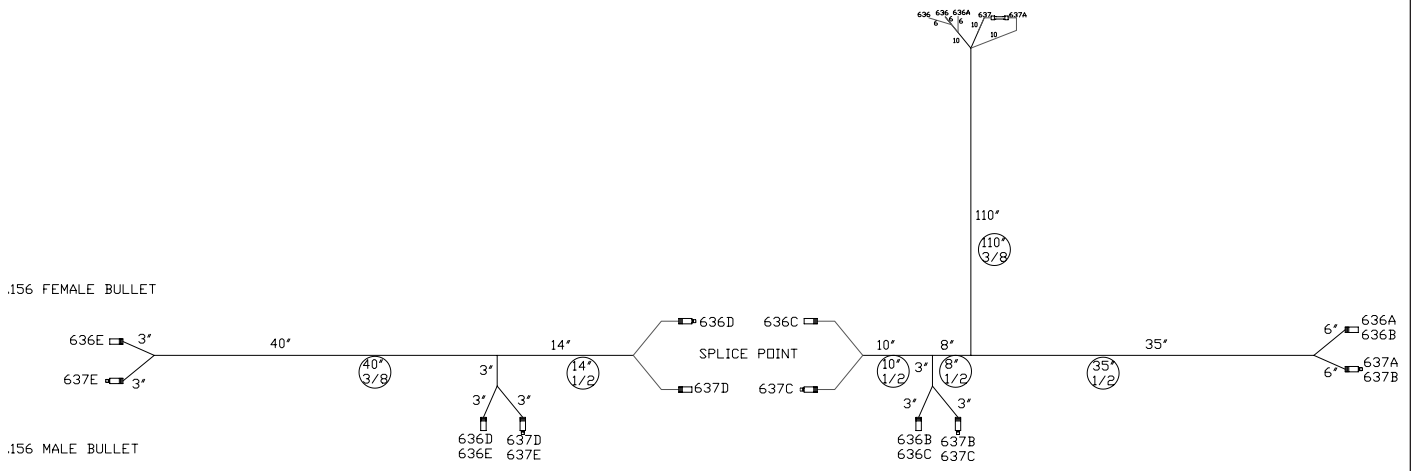 636 636 636A 637 637A
6 6 6 10
10 10
110″
110″
3/8
.156 FEMALE BULLET
636E 3″
40″
14″
636D
636C
SPLICE POINT
10″ 8″
35″
6″ 636A
636B
637E 3″
40″
3/8
3″
14″
1/2
637D
637C
10″
1/2
3″
8″
1/2
35″
1/2
6″ 637A
637B
3″ 3″
3″ 3″
636D 637D
636E 637E
636B 637B
636C 637C
.156 MALE BULLET